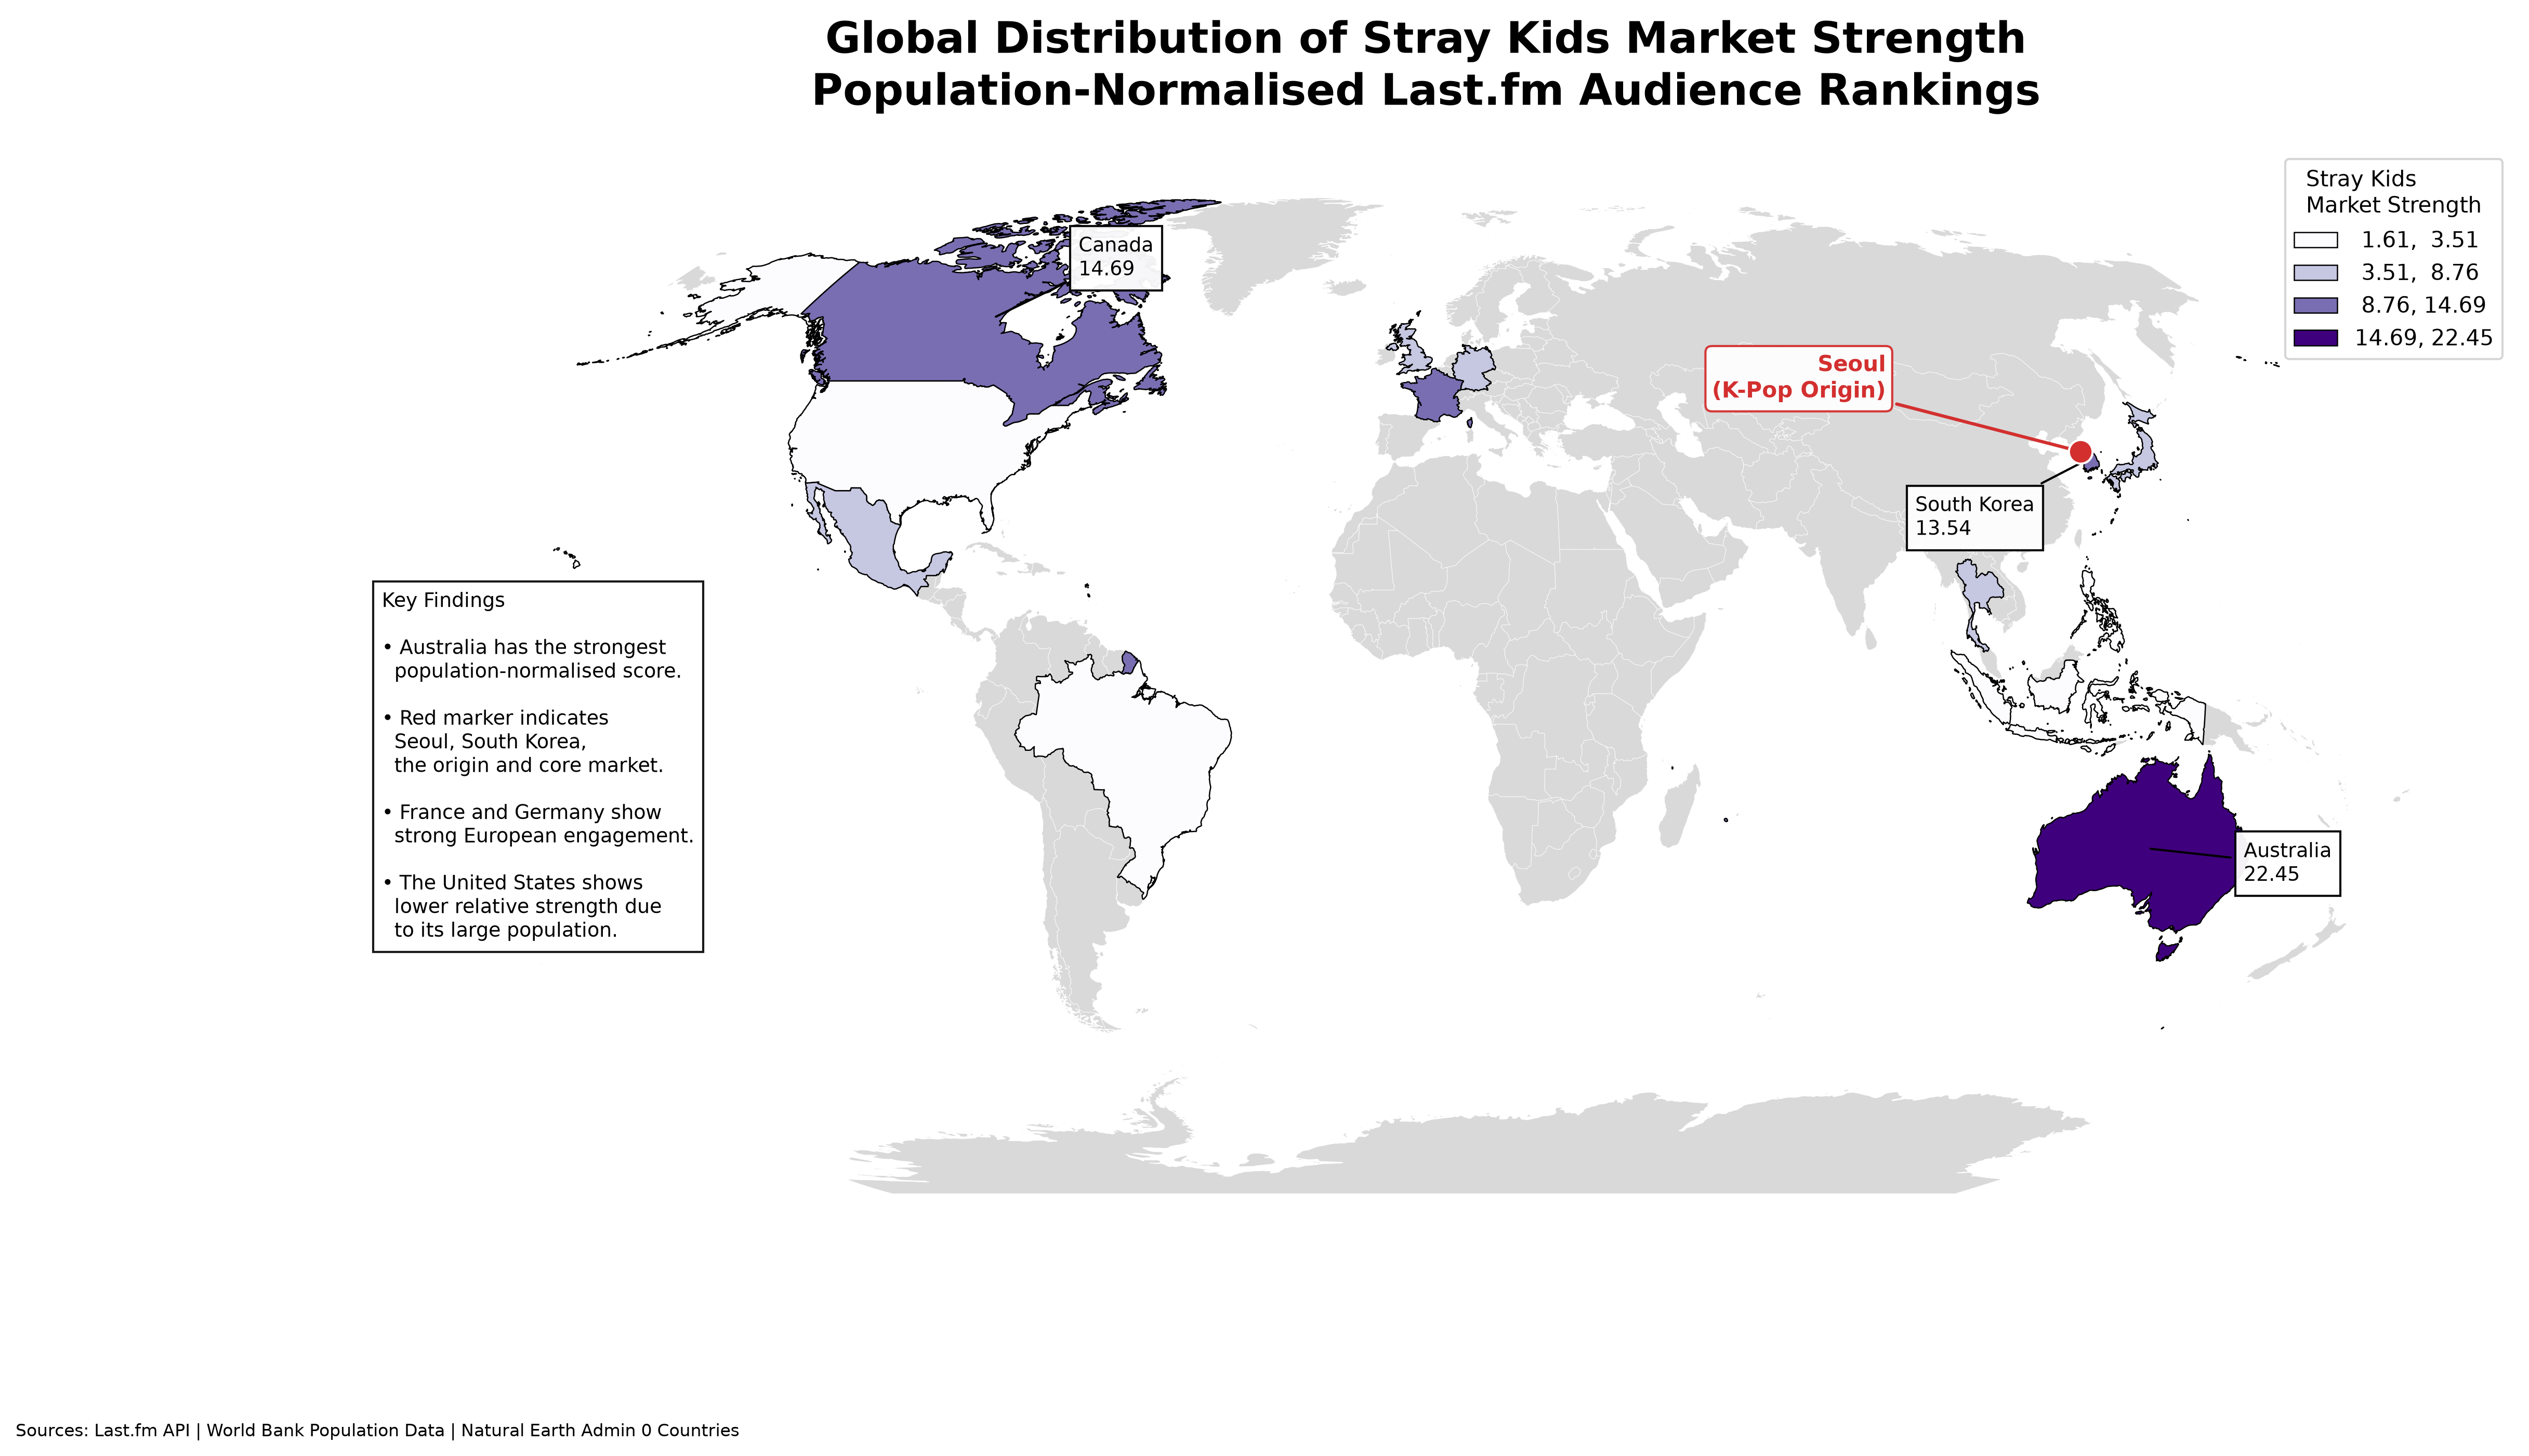 Global Distribution of Stray Kids Market Strength
Population-Normalised Last.fm Audience Rankings
Stray Kids
Market Strength
1.61, 3.51
3.51, 8.76
8.76, 14.69
14.69, 22.45
Canada
14.69
Seoul
(K-Pop Origin)
South Korea
13.54
Key Findings
• Australia has the strongest
population-normalised score.
• Red marker indicates
Seoul, South Korea,
the origin and core market.
• France and Germany show
strong European engagement.
• The United States shows
lower relative strength due
to its large population.
Australia
22.45
Sources: Last.fm API | World Bank Population Data | Natural Earth Admin 0 Countries